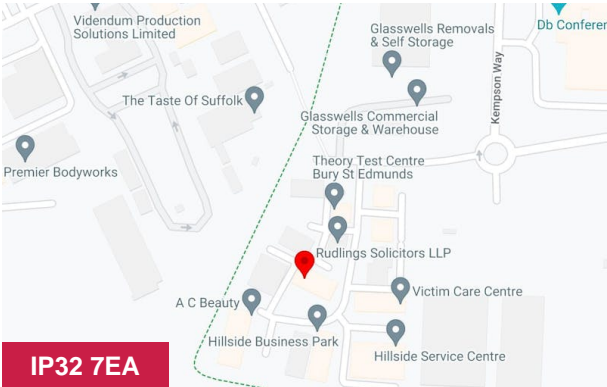 Videndum Production
Solutions Limited
Glasswells Removals
& Self Storage
Db Conferen
Kempson Way
The Taste Of Suffolk
Glasswells Commercial
Storage & Warehouse
Premier Bodyworks
Theory Test Centre
Bury St Edmunds
Rudlings Solicitors LLP
A C Beauty
Victim Care Centre
Hillside Business Park
Hillside Service Centre
IP32 7EA